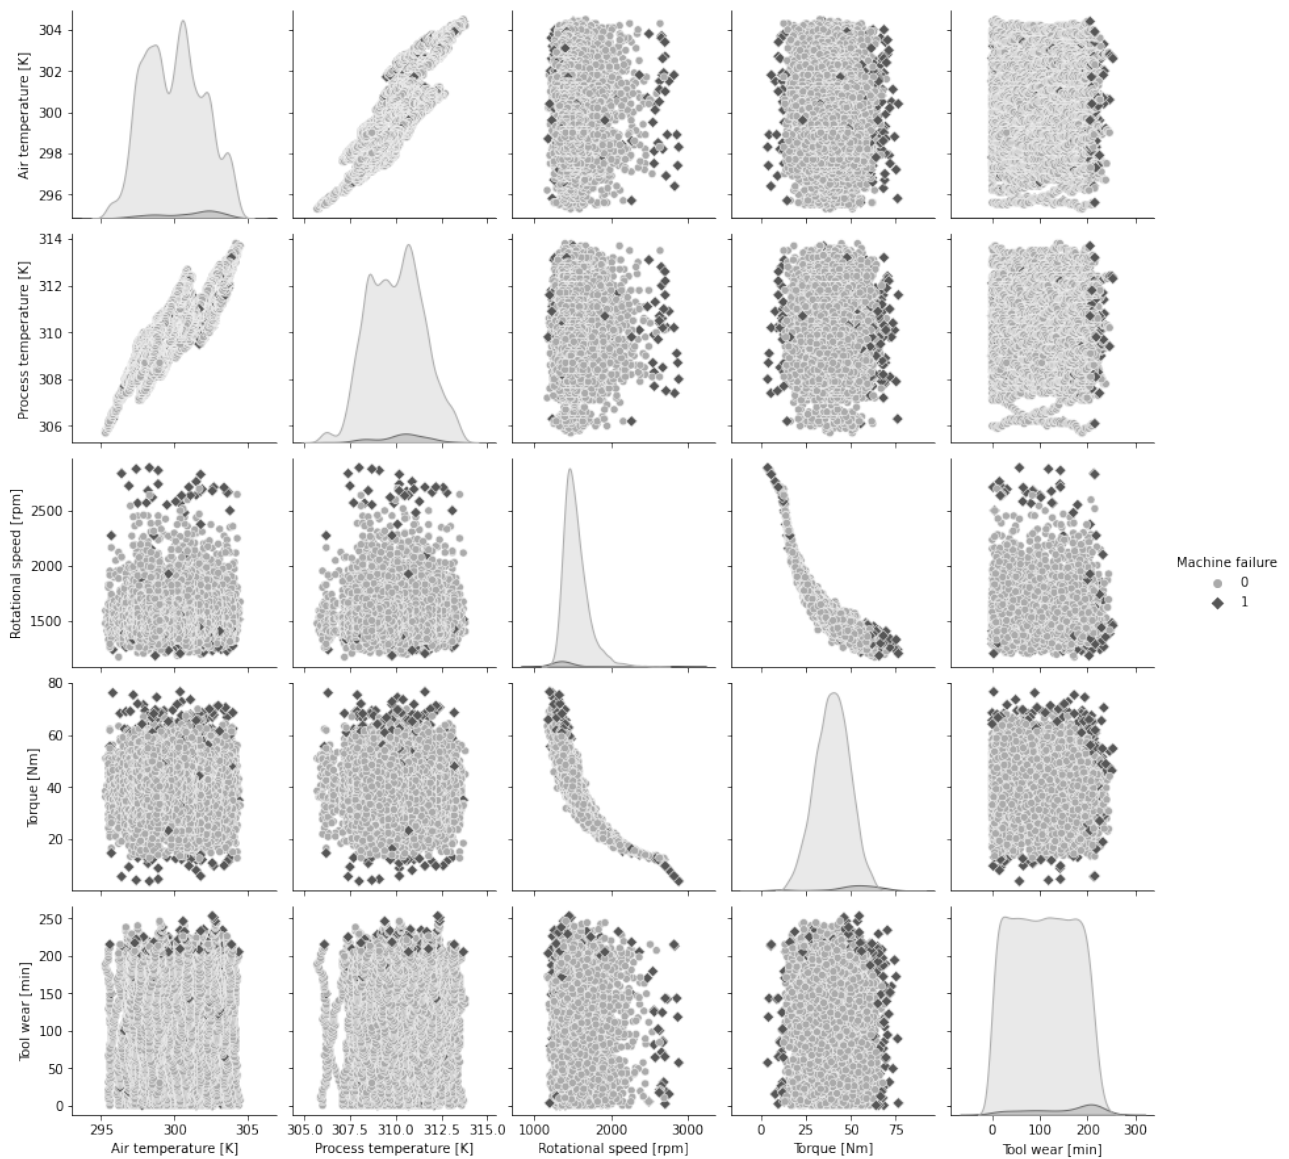 304
302
300
298
296
Air temperature [K]
314
312
310
308
306
Process temperature [K]
2500
2000
1500
Rotational speed [rpm]
Machine failure
0
1
80
60
40
20
Torque [Nm]
250
200
150
100
50
0
Tool wear [min]
295 300 305
305.0 307.5 310.0 312.5 315.0
1000 2000 3000
0 25 50 75
0 100 200 300
Air temperature [K]
Process temperature [K]
Rotational speed [rpm]
Torque [Nm]
Tool wear [min]